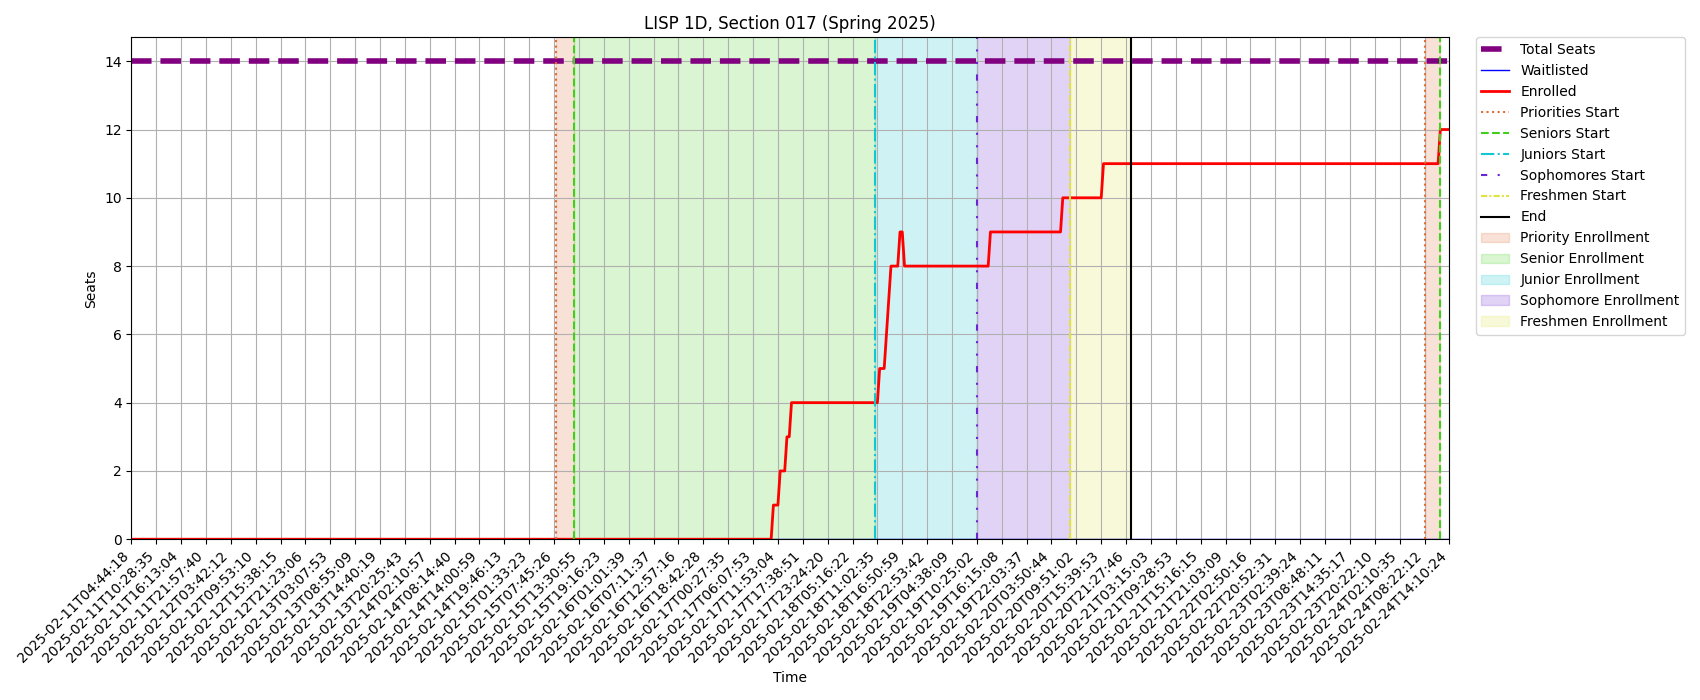 LISP 1D, Section 017 (Spring 2025)
Seats
14
12
10
8
6
4
2
0
2025-02-11T04:44:18
2025-02-11T10:28:35
2025-02-11T16:13:04
2025-02-11T21:57:40
2025-02-12T03:42:12
2025-02-12T09:53:10
2025-02-12T15:38:15
2025-02-12T21:23:06
2025-02-13T03:07:53
2025-02-13T08:55:09
2025-02-13T14:40:19
2025-02-13T20:25:43
2025-02-14T02:10:57
2025-02-14T08:14:40
2025-02-14T14:00:59
2025-02-14T19:46:13
2025-02-15T01:33:23
2025-02-15T07:45:26
2025-02-15T13:30:55
2025-02-15T19:16:23
2025-02-16T01:01:39
2025-02-16T07:11:37
2025-02-16T12:57:16
2025-02-16T18:42:28
2025-02-17T00:27:35
2025-02-17T06:07:53
2025-02-17T11:53:04
2025-02-17T17:38:51
2025-02-17T23:24:20
2025-02-18T05:16:22
2025-02-18T11:02:35
2025-02-18T16:50:59
2025-02-18T22:53:42
2025-02-19T04:38:09
2025-02-19T10:25:02
2025-02-19T16:15:08
2025-02-19T22:03:37
2025-02-20T03:50:44
2025-02-20T09:51:02
2025-02-20T15:39:53
2025-02-20T21:27:46
2025-02-21T03:15:03
2025-02-21T09:28:53
2025-02-21T15:16:15
2025-02-21T21:03:09
2025-02-22T02:50:16
2025-02-22T20:52:31
2025-02-23T02:39:24
2025-02-23T08:48:11
2025-02-23T14:35:17
2025-02-23T20:22:10
2025-02-24T02:10:35
2025-02-24T08:22:12
2025-02-24T14:10:24
Time
Total Seats
Waitlisted
Enrolled
Priorities Start
Seniors Start
Juniors Start
Sophomores Start
Freshmen Start
End
Priority Enrollment
Senior Enrollment
Junior Enrollment
Sophomore Enrollment
Freshmen Enrollment